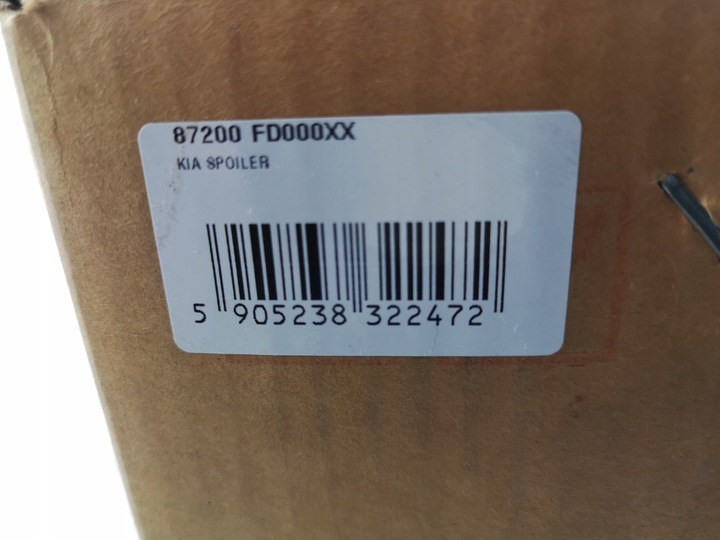 87200 FD000XX
KIA SPOILER
5 905238 322472